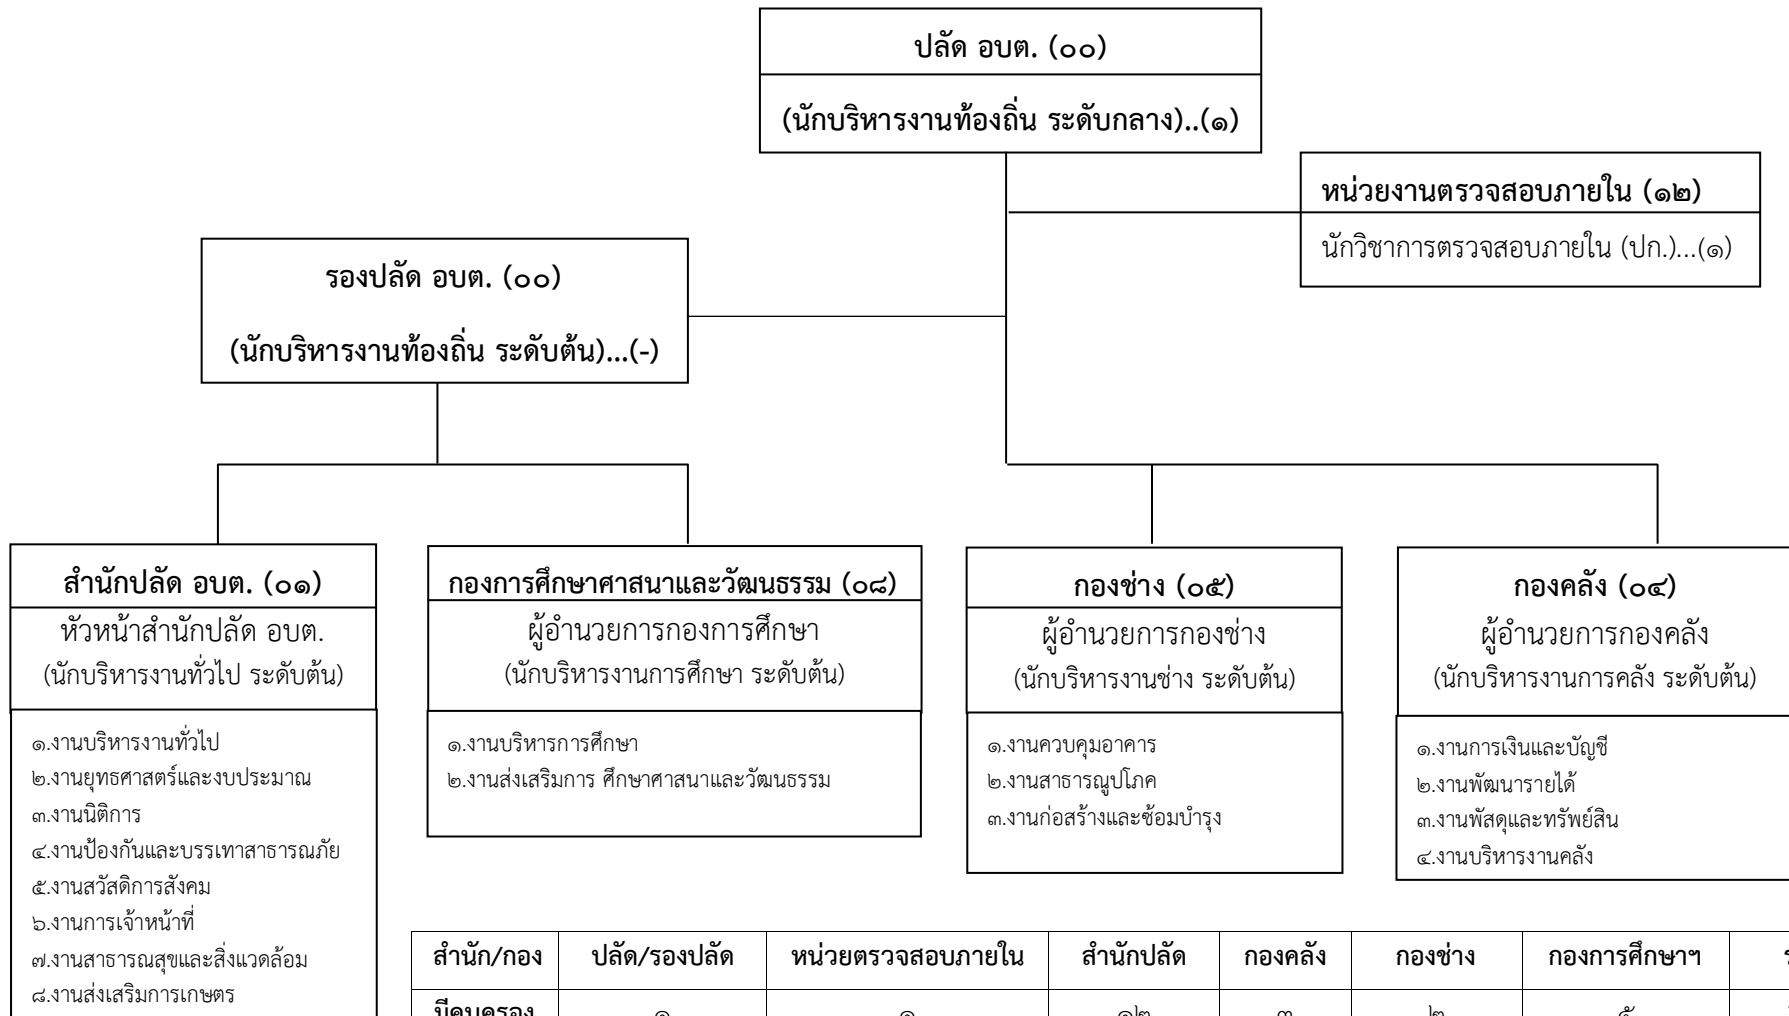 ปลัด อบต. (๐๐)
(นักบริหารงานท้องถิ่น ระดับกลาง)..(๑)
หน่วยงานตรวจสอบภายใน (๑๒)
นักวิชาการตรวจสอบภายใน (ปก.)...(๑)
รองปลัด อบต. (๐๐)
(นักบริหารงานท้องถิ่น ระดับต้น)...(-)
สำนักปลัด อบต. (๐๑)
หัวหน้าสำนักปลัด อบต.
(นักบริหารงานทั่วไป ระดับต้น)
๑.งานบริหารงานทั่วไป
๒.งานยุทธศาสตร์และงบประมาณ
๓.งานนิติการ
๔.งานป้องกันและบรรเทาสาธารณภัย
๕.งานสวัสดิการสังคม
๖.งานการเจ้าหน้าที่
๗.งานสาธารณสุขและสิ่งแวดล้อม
๘.งานส่งเสริมการเกษตร
กองการศึกษาศาสนาและวัฒนธรรม (๐๘)
ผู้อำนวยการกองการศึกษา
(นักบริหารงานการศึกษา ระดับต้น)
๑.งานบริหารการศึกษา
๒.งานส่งเสริมการ ศึกษาศาสนาและวัฒนธรรม
กองช่าง (๐๕)
ผู้อำนวยการกองช่าง
(นักบริหารงานช่าง ระดับต้น)
๑.งานควบคุมอาคาร
๒.งานสาธารณูปโภค
๓.งานก่อสร้างและซ้อมบำรุง
กองคลัง (๐๔)
ผู้อำนวยการกองคลัง
(นักบริหารงานการคลัง ระดับต้น)
๑.งานการเงินและบัญชี
๒.งานพัฒนารายได้
๓.งานพัสดุและทรัพย์สิน
๔.งานบริหารงานคลัง
สำนัก/กอง ปลัด/รองปลัด หน่วยตรวจสอบภายใน สำนักปลัด กองคลัง กองช่าง กองการศึกษาฯ
มีคนครอง ๑ ๑ ๑๒ ๓ ๒